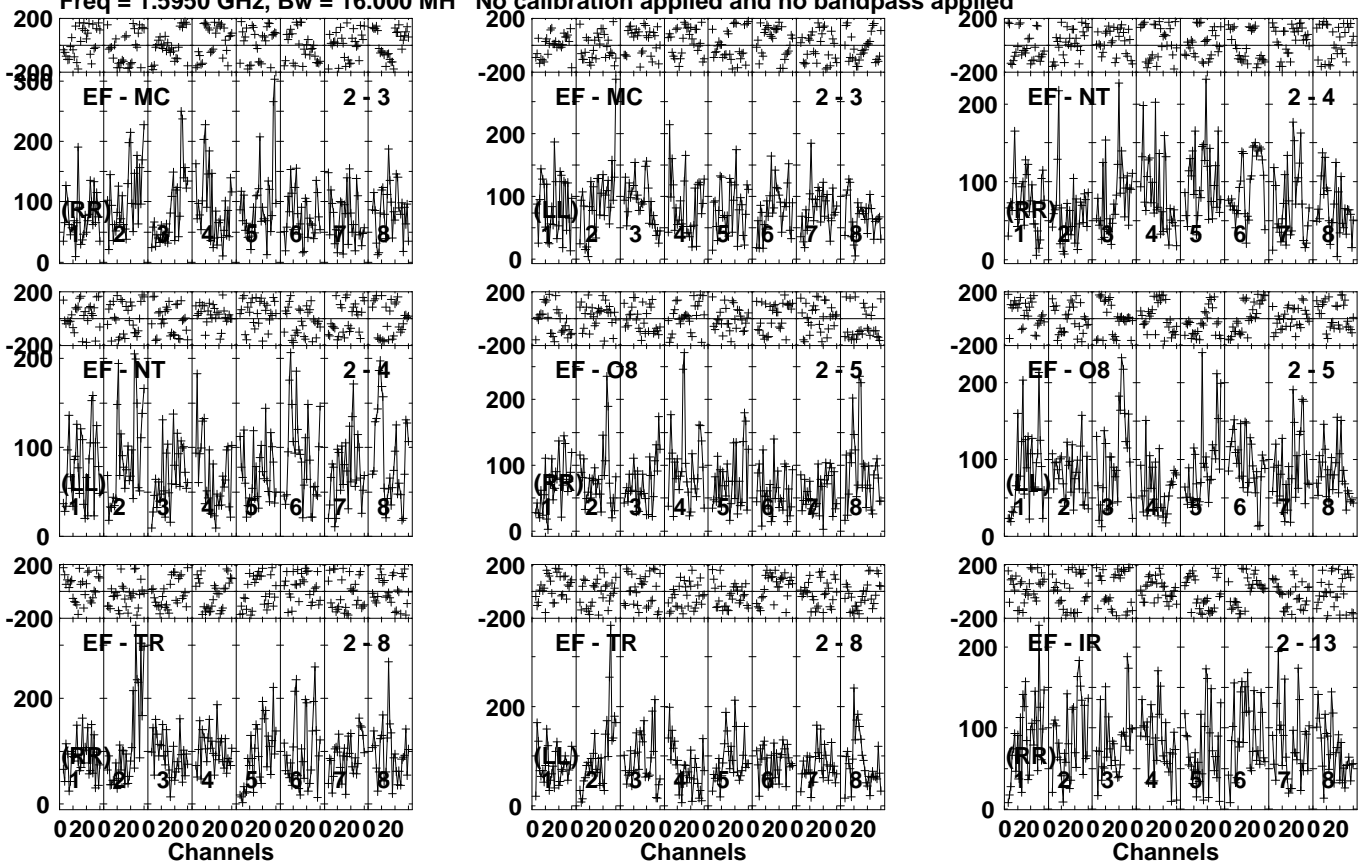 Freq = 1.5950 GHz, Bw = 16.000 MH No calibration applied and no bandpass applied
200 200 200
-200 -200 -200
300
EF - MC 2 - 3 EF - MC 2 - 3 EF - NT 2 - 4
200 200 200
100 100 100
(RR) (LL) (RR)
1 2 3 4 5 6 7 8 1 2 3 4 5 6 7 8 1 2 3 4 5 6 7 8
0 0 0
200 200 200
-200 -200 -200
200
EF - NT 2 - 4 EF - O8 2 - 5 EF - O8 2 - 5
200 200
100 100 100
(LL) (RR) (LL)
1 2 3 4 5 6 7 8 1 2 3 4 5 6 7 8 1 2 3 4 5 6 7 8
0 0 0
200 200 200
-200 -200 -200
EF - TR 2 - 8 EF - TR 2 - 8 EF - IR 2 - 13
200 200 200
100
(RR) (LL) (RR)
1 2 3 4 5 6 7 8 1 2 3 4 5 6 7 8 1 2 3 4 5 6 7 8
0 0 0
0 20 0 20 0 20 0 20 0 20 0 20 0 20 0 20 0 20 0 20 0 20 0 20 0 20 0 20 0 20 0 20 0 20 0 20 0 20 0 20 0 20 0 20 0 20 0 20
Channels Channels Channels